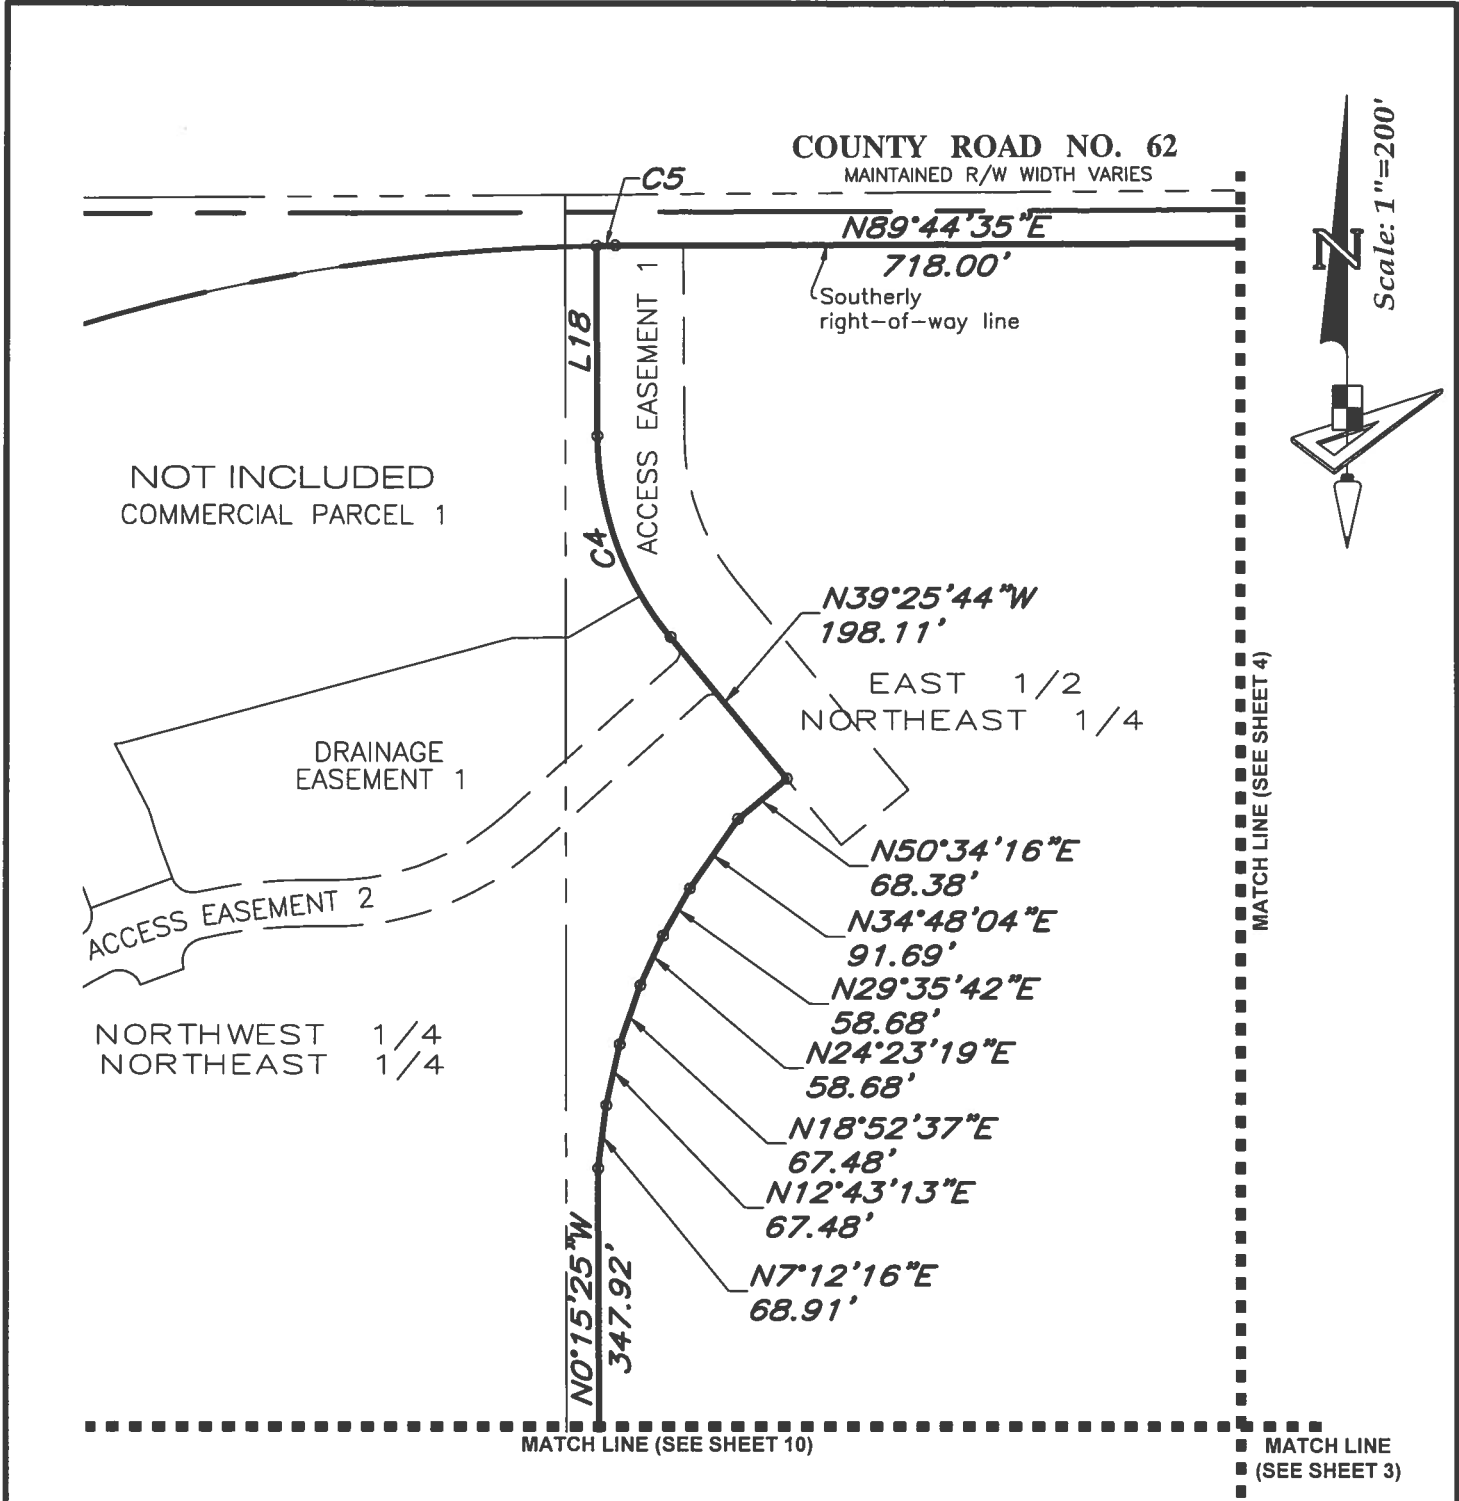 COUNTY ROAD NO. 62
MAINTAINED R/W WIDTH VARIES
C5
N89°44'35"E
718.00'
Southerly
right-of-way line
N
Scale: 1"=200'
L18
ACCESS EASEMENT 1
NOT INCLUDED
COMMERCIAL PARCEL 1
C4
N39°25'44"W
198.11'
EAST 1/2
NORTHEAST 1/4
MATCH LINE (SEE SHEET 4)
DRAINAGE
EASEMENT 1
ACCESS EASEMENT 2
N50°34'16"E
68.38'
N34°48'04"E
91.69'
N29°35'42"E
58.68'
N24°23'19"E
58.68'
NORTHWEST 1/4
NORTHEAST 1/4
N18°52'37"E
67.48'
N12°43'13"E
67.48'
N7°12'16"E
68.91'
N0°15'25"W
347.92'
MATCH LINE (SEE SHEET 10)
MATCH LINE
(SEE SHEET 3)